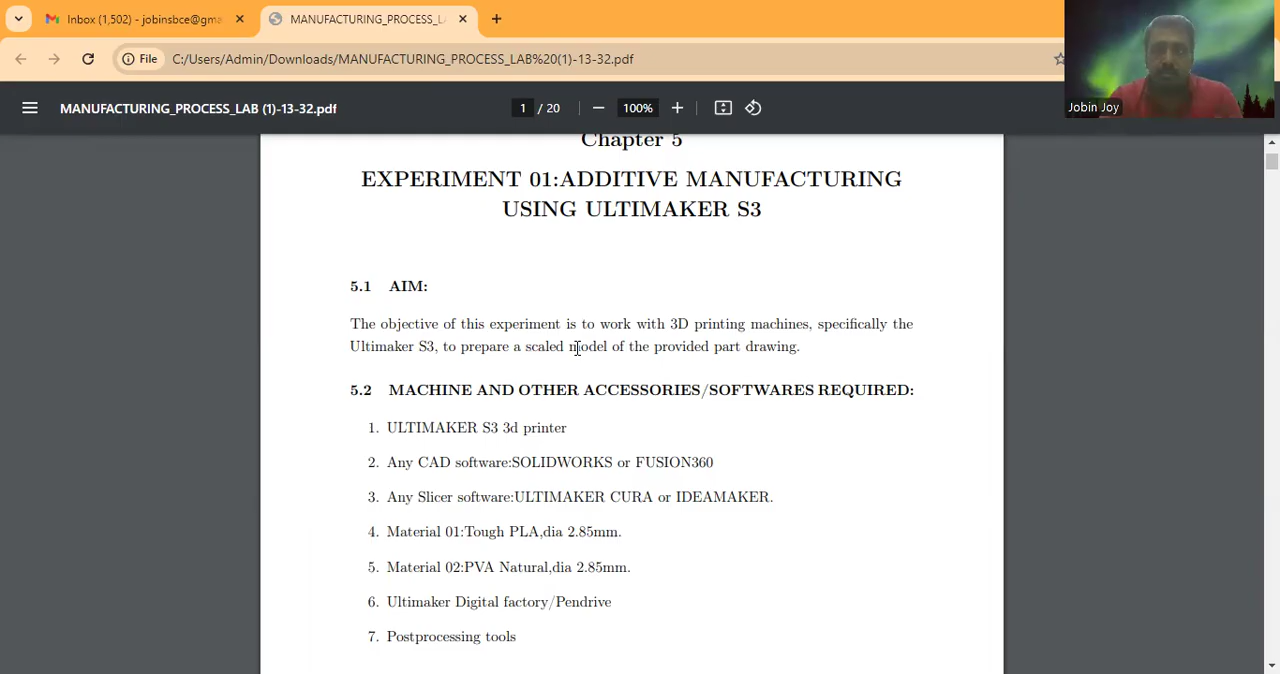 Inbox (1,502) - jobinsbce@gma
MANUFACTURING_PROCESS_L
File
C:/Users/Admin/Downloads/MANUFACTURING_PROCESS_LAB%20(1)-13-32.pdf
Jobin Joy
MANUFACTURING_PROCESS_LAB (1)-13-32.pdf
1 / 20
100%
Chapter 5
EXPERIMENT 01:ADDITIVE MANUFACTURING
USING ULTIMAKER S3
5.1 AIM:
The objective of this experiment is to work with 3D printing machines, specifically the
Ultimaker S3, to prepare a scaled model of the provided part drawing.
5.2 MACHINE AND OTHER ACCESSORIES/SOFTWARES REQUIRED:
1. ULTIMAKER S3 3d printer
2. Any CAD software:SOLIDWORKS or FUSION360
3. Any Slicer software:ULTIMAKER CURA or IDEAMAKER.
4. Material 01:Tough PLA,dia 2.85mm.
5. Material 02:PVA Natural,dia 2.85mm.
6. Ultimaker Digital factory/Pendrive
7. Postprocessing tools